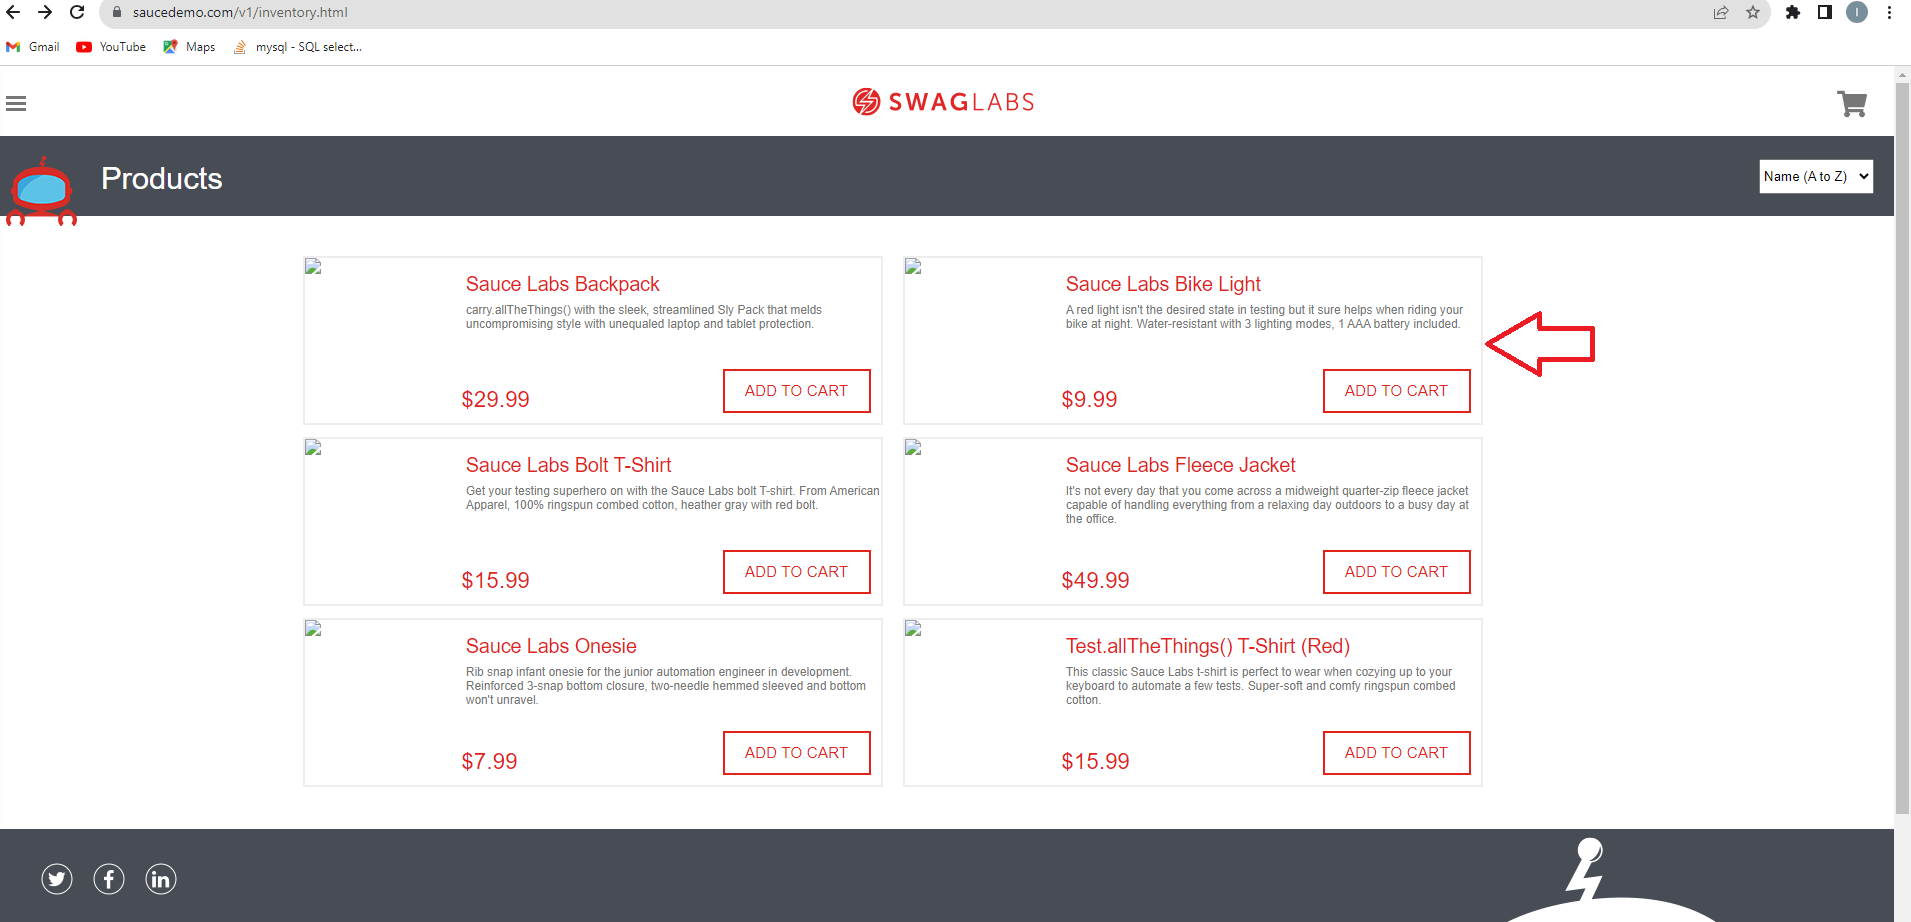 saucedemo.com/v1/inventory.html
Gmail YouTube Maps mysql - SQL select...
SWAGLABS
Products
Name (A to Z)
Sauce Labs Backpack
carry.allTheThings() with the sleek, streamlined Sly Pack that melds
uncompromising style with unequaled laptop and tablet protection.
$29.99
ADD TO CART
Sauce Labs Bike Light
A red light isn't the desired state in testing but it sure helps when riding your
bike at night. Water-resistant with 3 lighting modes, 1 AAA battery included.
$9.99
ADD TO CART
Sauce Labs Bolt T-Shirt
Get your testing superhero on with the Sauce Labs bolt T-shirt. From American
Apparel, 100% ringspun combed cotton, heather gray with red bolt.
$15.99
ADD TO CART
Sauce Labs Fleece Jacket
It's not every day that you come across a midweight quarter-zip fleece jacket
capable of handling everything from a relaxing day outdoors to a busy day at
the office.
$49.99
ADD TO CART
Sauce Labs Onesie
Rib snap infant onesie for the junior automation engineer in development.
Reinforced 3-snap bottom closure, two-needle hemmed sleeved and bottom
won't unravel.
$7.99
ADD TO CART
Test.allTheThings() T-Shirt (Red)
This classic Sauce Labs t-shirt is perfect to wear when cozying up to your
keyboard to automate a few tests. Super-soft and comfy ringspun combed
cotton.
$15.99
ADD TO CART